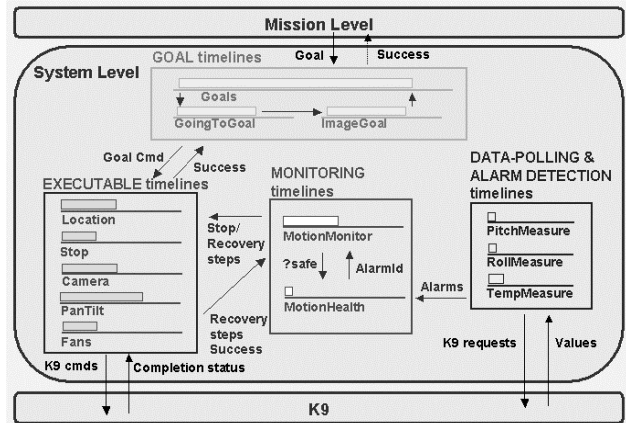 Mission Level
System Level
GOAL timelines
Goal
Success
Goals
GoingToGoal
ImageGoal
Goal Cmd
Success
EXECUTABLE timelines
Location
Stop
Camera
PanTilt
Fans
Stop/
Recovery
steps
Recovery
steps
Success
MONITORING
timelines
MotionMonitor
?safe
AlarmId
MotionHealth
Alarms
DATA-POLLING &
ALARM DETECTION
timelines
PitchMeasure
RollMeasure
TempMeasure
K9 cmds
Completion status
K9 requests
Values
K9